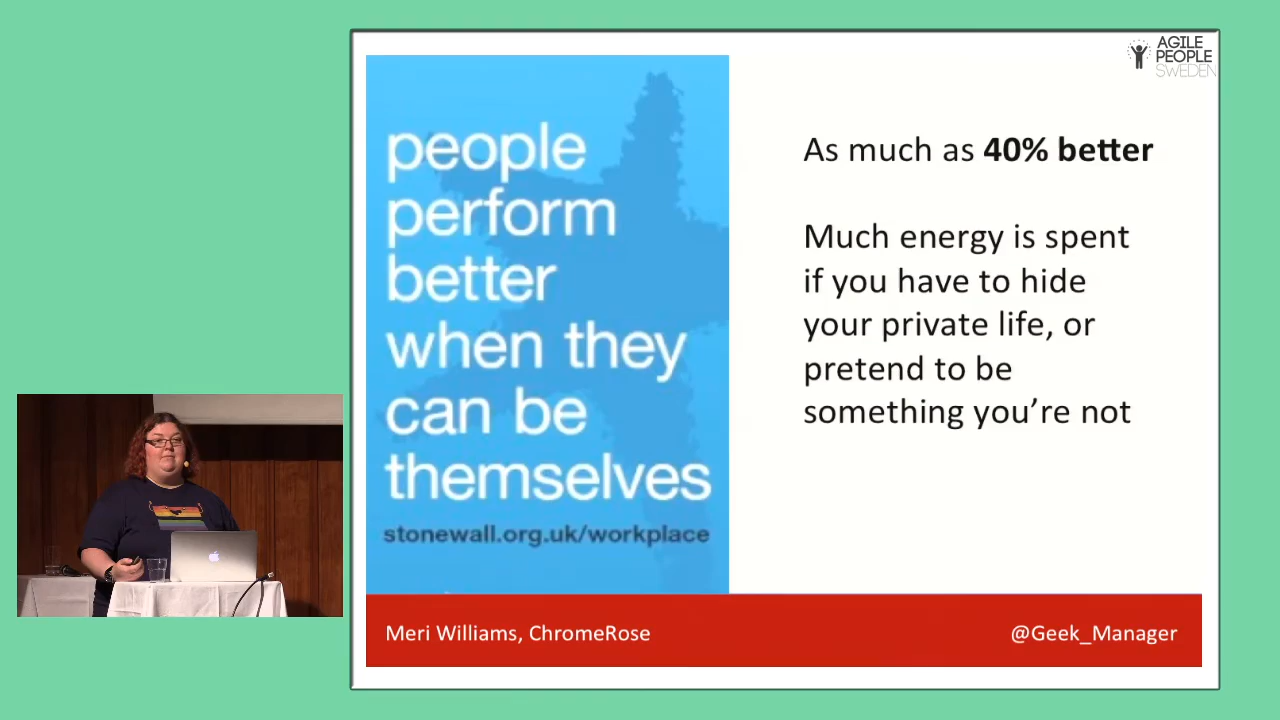 AGILE
PEOPLE
SWEDEN
people
perform
better
when they
can be
themselves
stonewall.org.uk/workplace
As much as 40% better
Much energy is spent
if you have to hide
your private life, or
pretend to be
something you’re not
Meri Williams, ChromeRose
@Geek_Manager